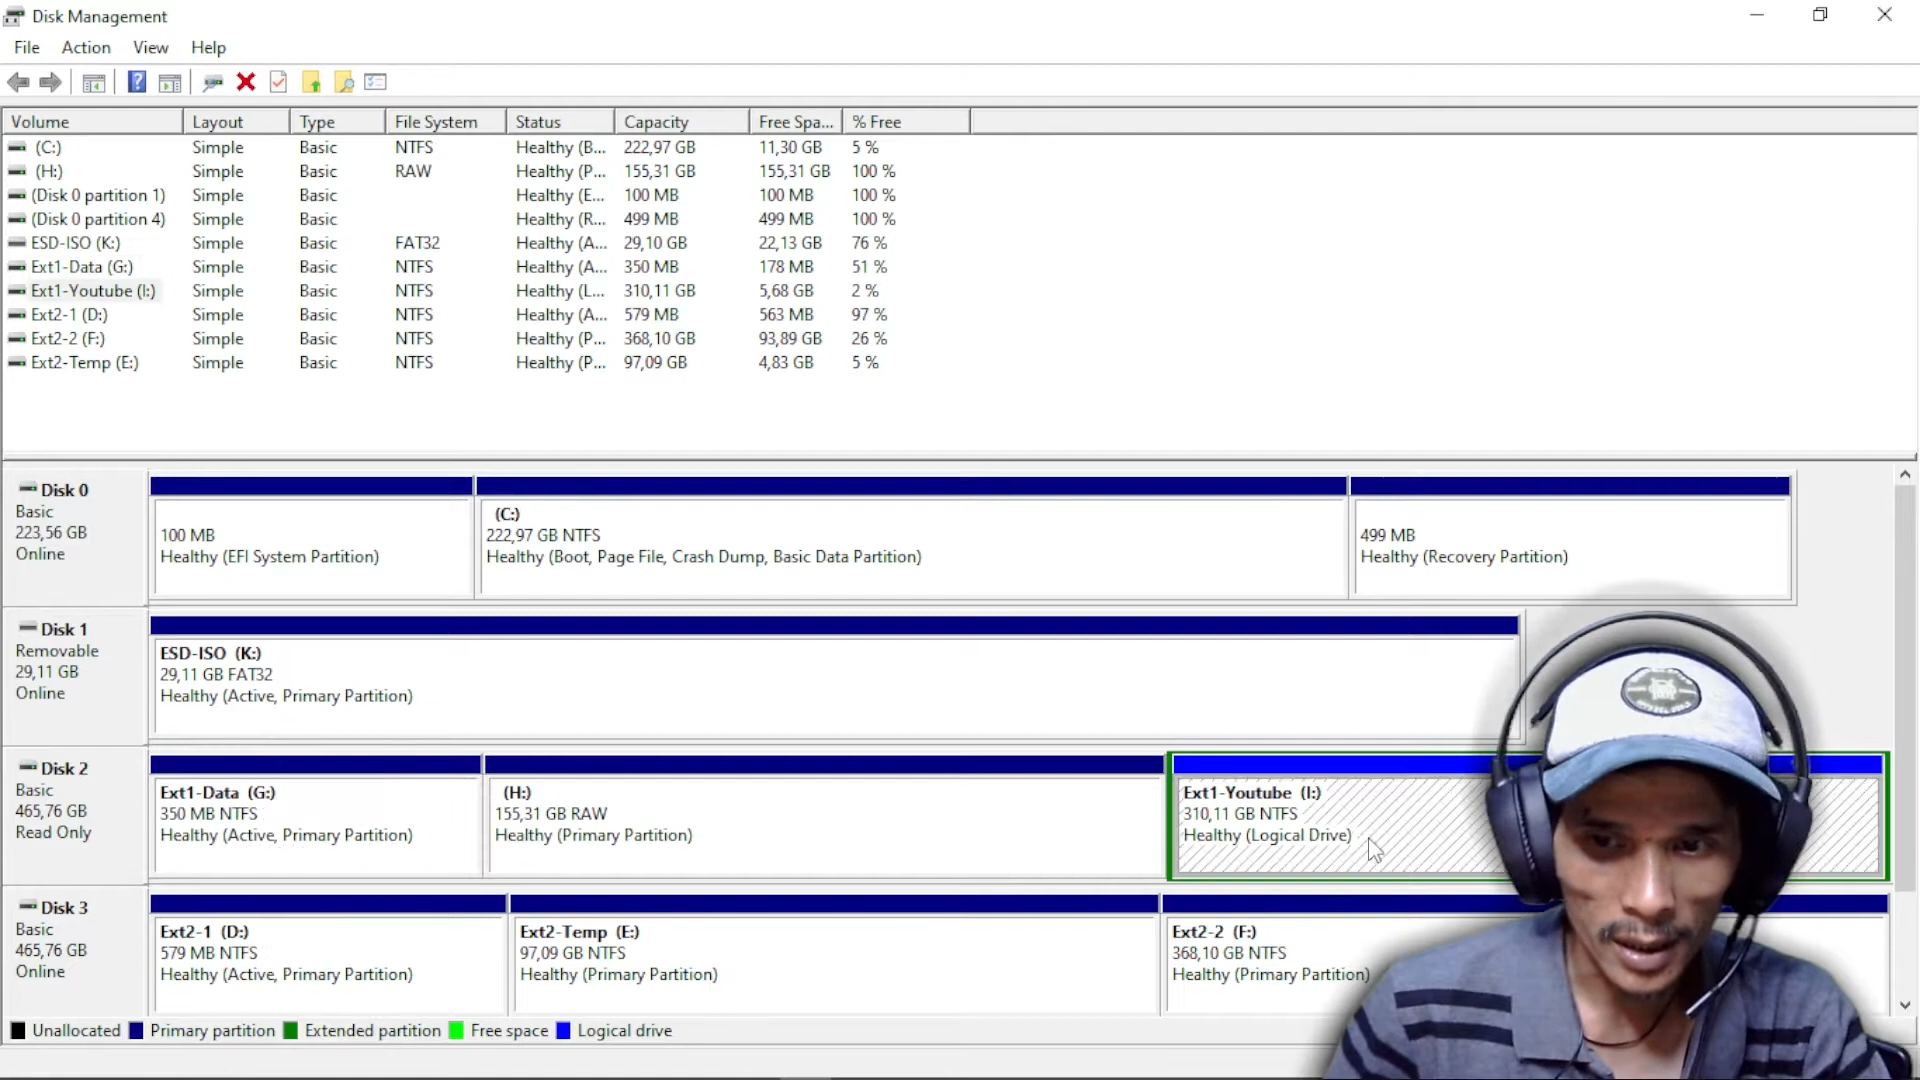 Disk Management
File Action View Help
Volume Layout Type File System Status Capacity Free Spa... % Free
(C:) Simple Basic NTFS Healthy (B... 222,97 GB 11,30 GB 5 %
(H:) Simple Basic RAW Healthy (P... 155,31 GB 155,31 GB 100 %
(Disk 0 partition 1) Simple Basic Healthy (E... 100 MB 100 MB 100 %
(Disk 0 partition 4) Simple Basic Healthy (R... 499 MB 499 MB 100 %
ESD-ISO (K:) Simple Basic FAT32 Healthy (A... 29,10 GB 22,13 GB 76 %
Ext1-Data (G:) Simple Basic NTFS Healthy (A... 350 MB 178 MB 51 %
Ext1-Youtube (I:) Simple Basic NTFS Healthy (L... 310,11 GB 5,68 GB 2 %
Ext2-1 (D:) Simple Basic NTFS Healthy (A... 579 MB 563 MB 97 %
Ext2-2 (F:) Simple Basic NTFS Healthy (P... 368,10 GB 93,89 GB 26 %
Ext2-Temp (E:) Simple Basic NTFS Healthy (P... 97,09 GB 4,83 GB 5 %
Disk 0
Basic
223,56 GB
Online
100 MB
Healthy (EFI System Partition)
(C:)
222,97 GB NTFS
Healthy (Boot, Page File, Crash Dump, Basic Data Partition)
499 MB
Healthy (Recovery Partition)
Disk 1
Removable
29,11 GB
Online
ESD-ISO (K:)
29,11 GB FAT32
Healthy (Active, Primary Partition)
Disk 2
Basic
465,76 GB
Read Only
Ext1-Data (G:)
350 MB NTFS
Healthy (Active, Primary Partition)
(H:)
155,31 GB RAW
Healthy (Primary Partition)
Ext1-Youtube (I:)
310,11 GB NTFS
Healthy (Logical Drive)
Disk 3
Basic
465,76 GB
Online
Ext2-1 (D:)
579 MB NTFS
Healthy (Active, Primary Partition)
Ext2-Temp (E:)
97,09 GB NTFS
Healthy (Primary Partition)
Ext2-2 (F:)
368,10 GB NTFS
Healthy (Primary Partition)
Unallocated Primary partition Extended partition Free space Logical drive